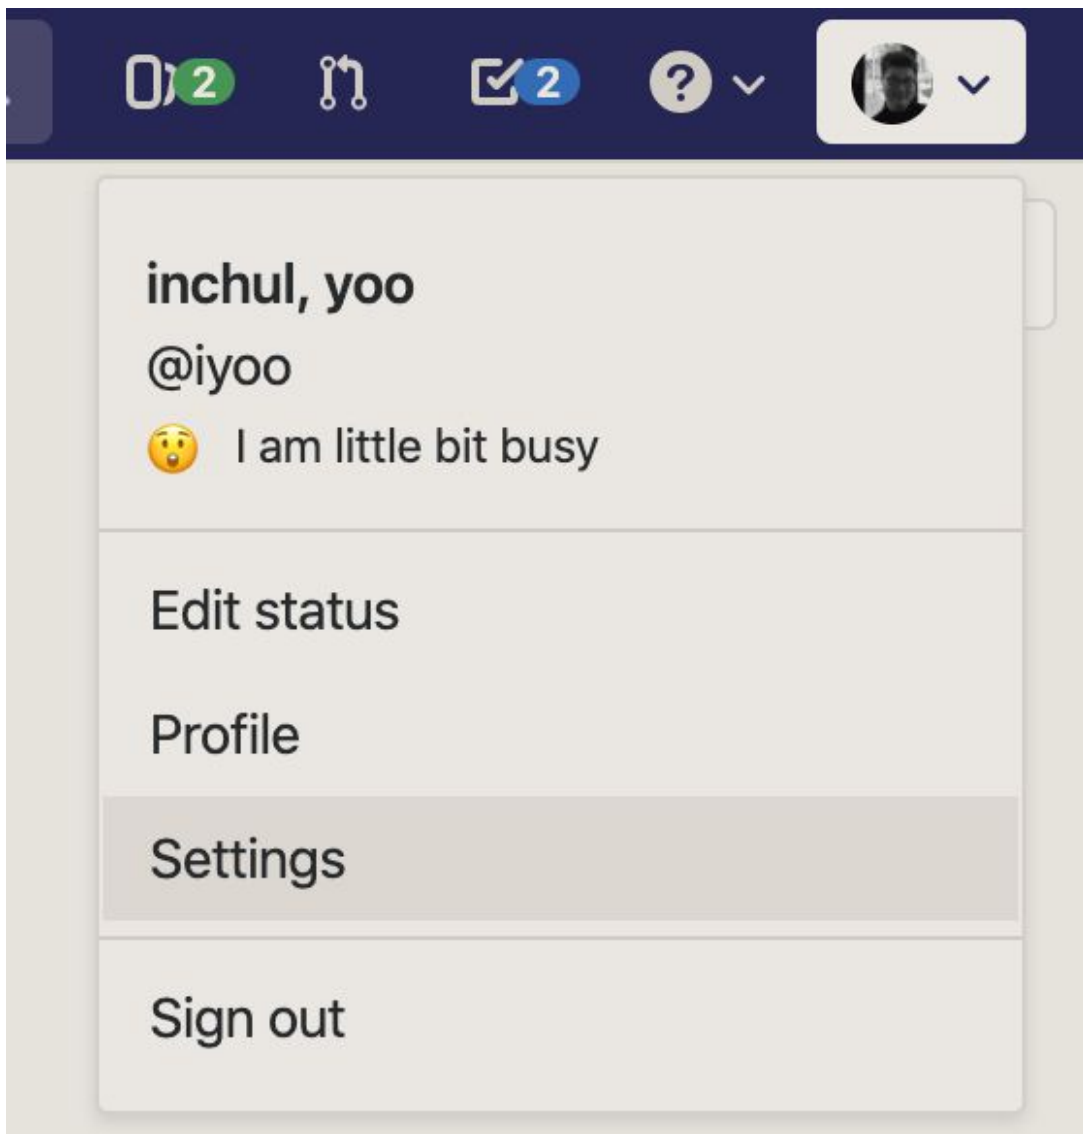 2 2 ?
inchul, yoo
@iyoo
I am little bit busy
Edit status
Profile
Settings
Sign out